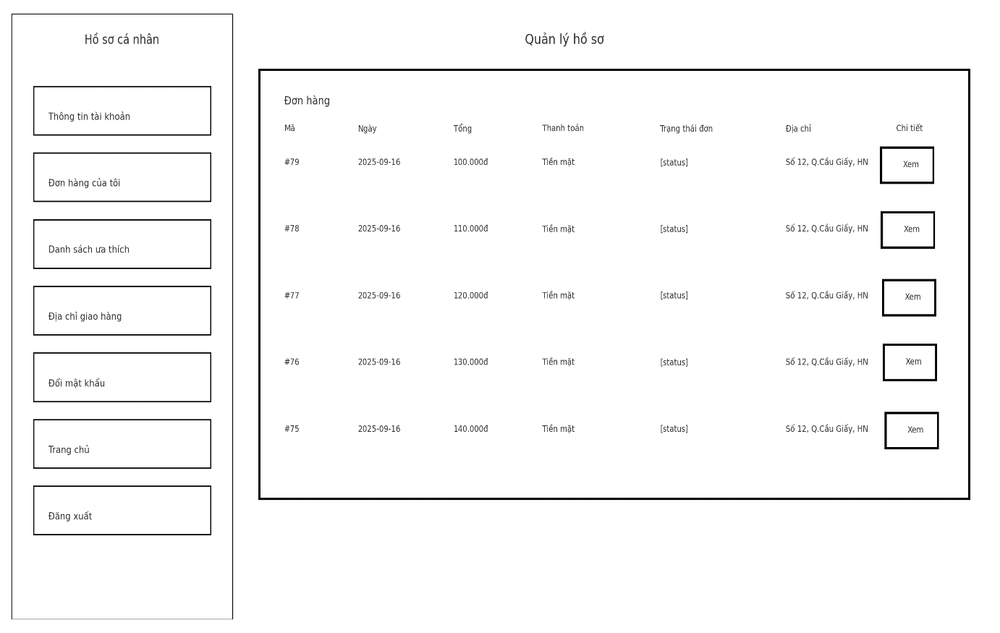 Hồ sơ cá nhân
Thông tin tài khoản
Đơn hàng của tôi
Danh sách ưa thích
Địa chỉ giao hàng
Đổi mật khẩu
Trang chủ
Đăng xuất
Quản lý hồ sơ
Đơn hàng
Mã Ngày Tổng Thanh toán Trạng thái đơn Địa chỉ Chi tiết
#79 2025-09-16 100.000đ Tiền mặt [status] Số 12, Q.Cầu Giấy, HN Xem
#78 2025-09-16 110.000đ Tiền mặt [status] Số 12, Q.Cầu Giấy, HN Xem
#77 2025-09-16 120.000đ Tiền mặt [status] Số 12, Q.Cầu Giấy, HN Xem
#76 2025-09-16 130.000đ Tiền mặt [status] Số 12, Q.Cầu Giấy, HN Xem
#75 2025-09-16 140.000đ Tiền mặt [status] Số 12, Q.Cầu Giấy, HN Xem